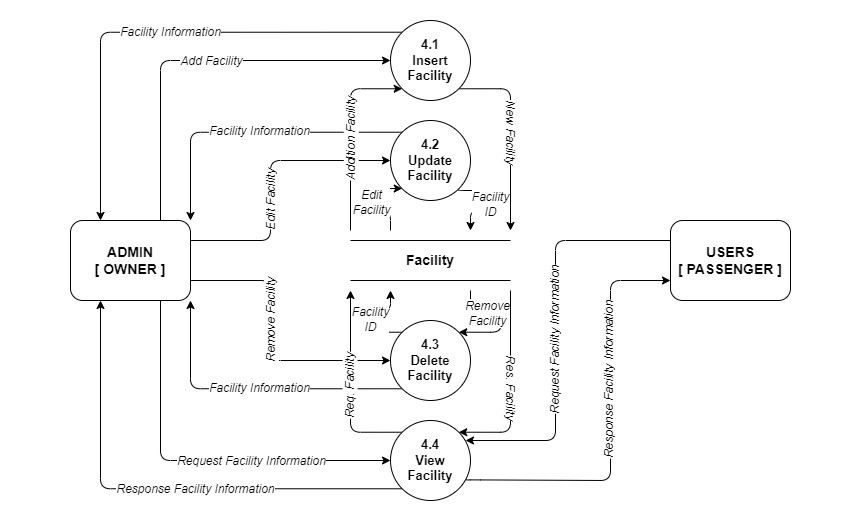 Facility Information
4.1
Insert
Facility
Add Facility
Addition Facility
New Facility
Facility Information
4.2
Update
Facility
Edit Facility
Edit
Facility
Facility
ID
ADMIN
[ OWNER ]
Facility
USERS
[ PASSENGER ]
Remove Facility
Facility
ID
Remove
Facility
4.3
Delete
Facility
Request Facility Information
Response Facility Information
Facility Information
Req. Facility
Res. Facility
4.4
View
Facility
Request Facility Information
Response Facility Information